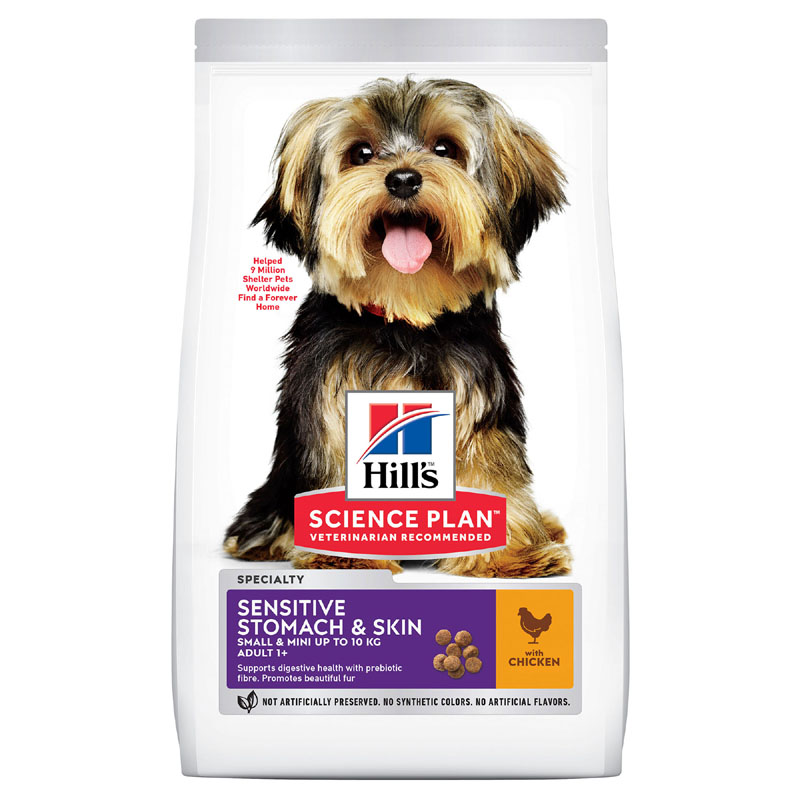 Helped
9 Million
Shelter Pets
Worldwide
Find a Forever
Home
Hill's™
SCIENCE PLAN™
VETERINARIAN RECOMMENDED
SPECIALTY
SENSITIVE
STOMACH & SKIN
SMALL & MINI UP TO 10 KG
ADULT 1+
Supports digestive health with prebiotic
fibre. Promotes beautiful fur
with
CHICKEN
NOT ARTIFICIALLY PRESERVED. NO SYNTHETIC COLORS. NO ARTIFICIAL FLAVORS.